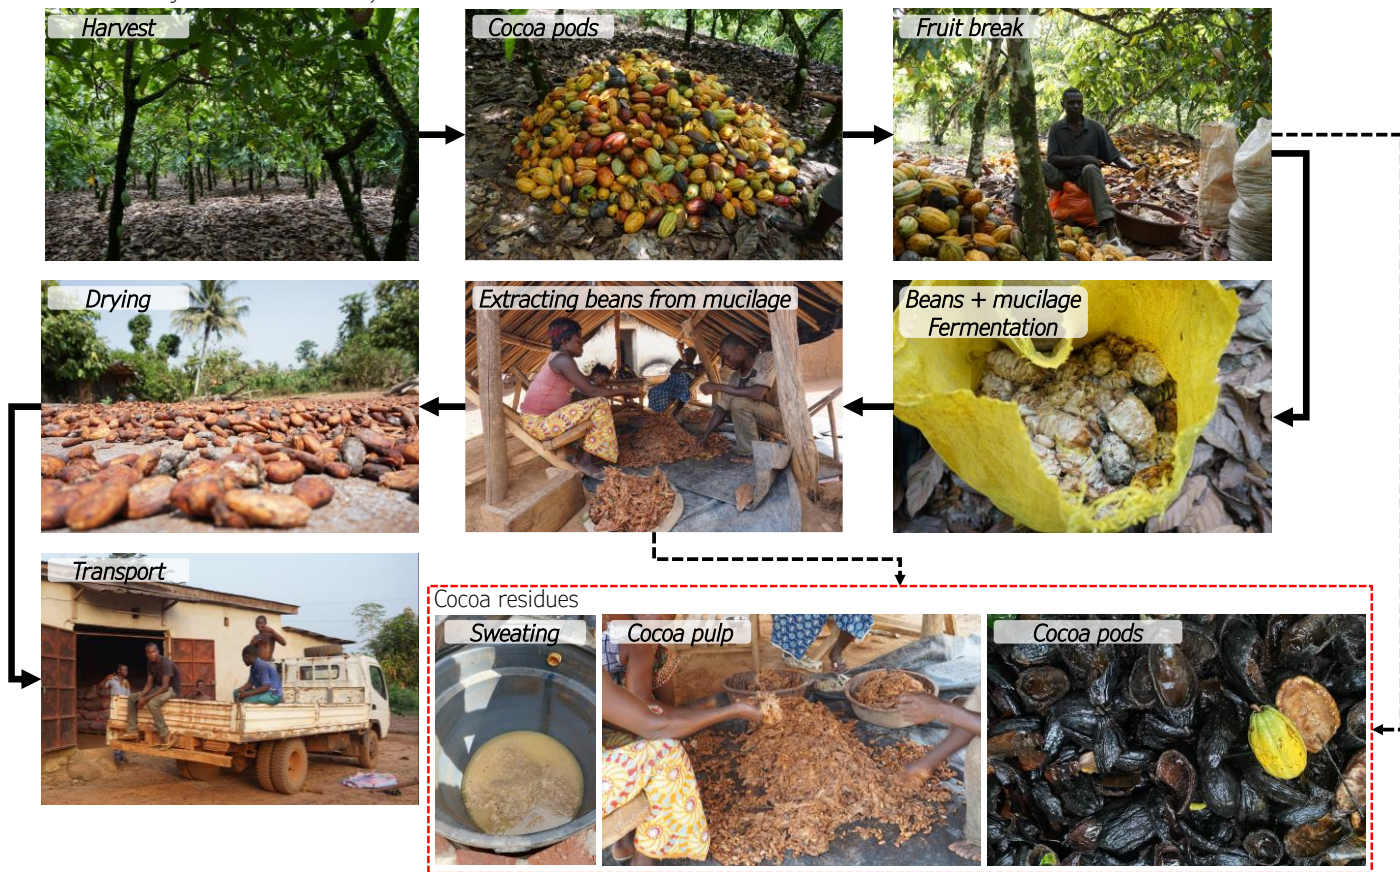 Harvest
Cocoa pods
Fruit break
Drying
Extracting beans from mucilage
Beans + mucilage
Fermentation
Transport
Cocoa residues
Sweating
Cocoa pulp
Cocoa pods